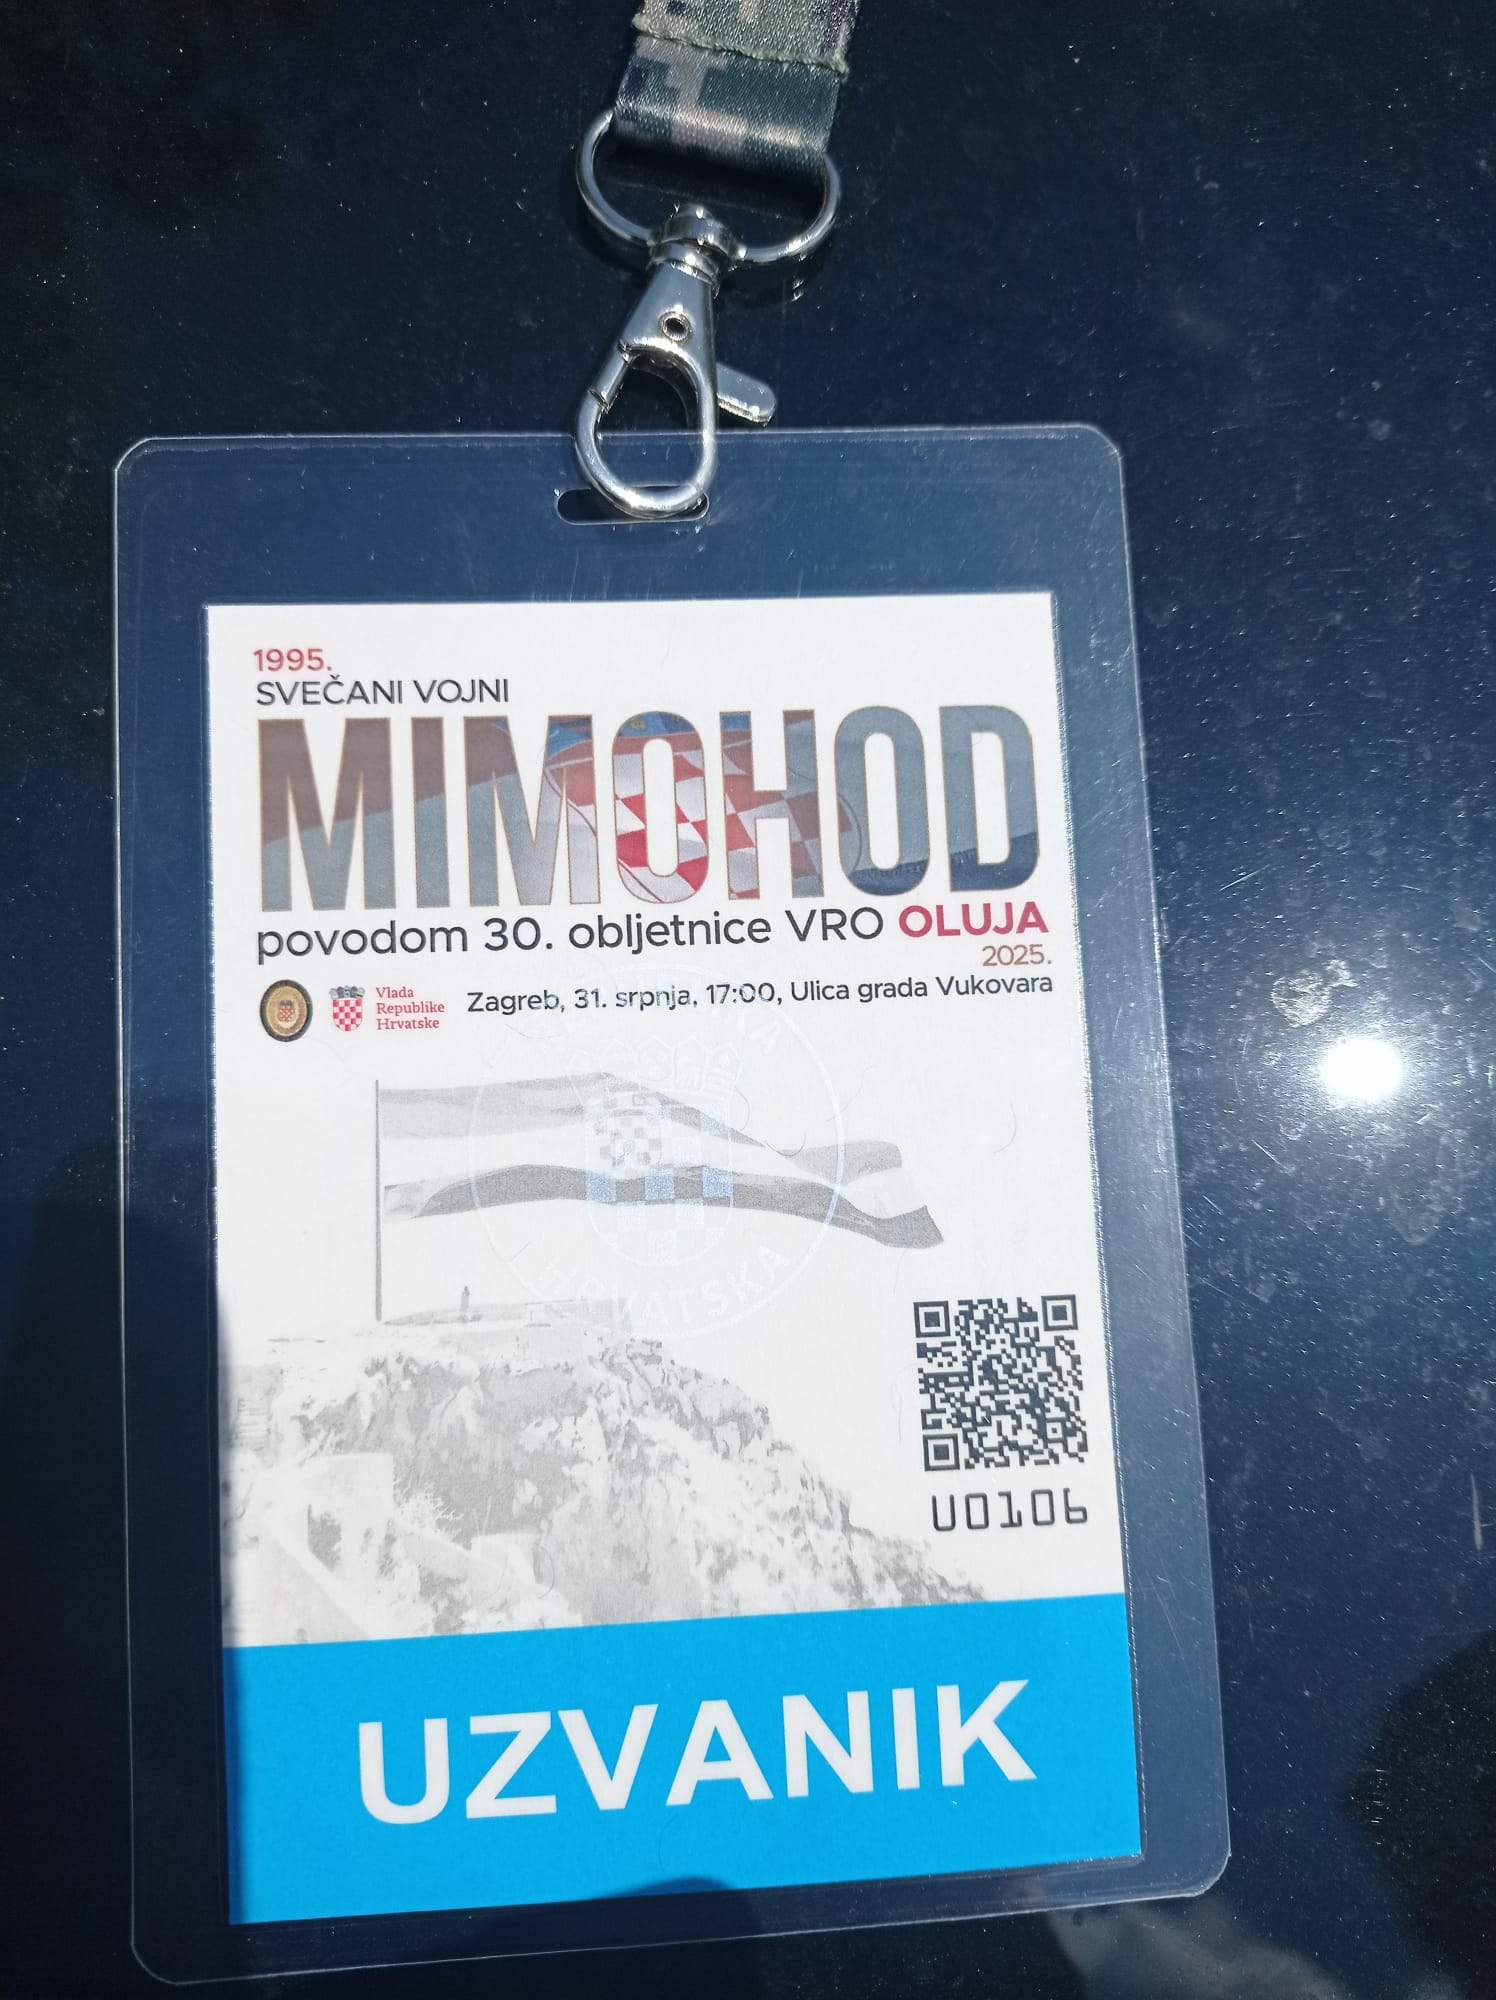 1995.
SVEČANI VOJNI
MIMOHOD
povodom 30. obljetnice VRO OLUJA
2025.
Vlada
Republike
Hrvatske
Zagreb, 31. srpnja, 17:00, Ulica grada Vukovara
HRVATSKA
U0106
UZVANIK